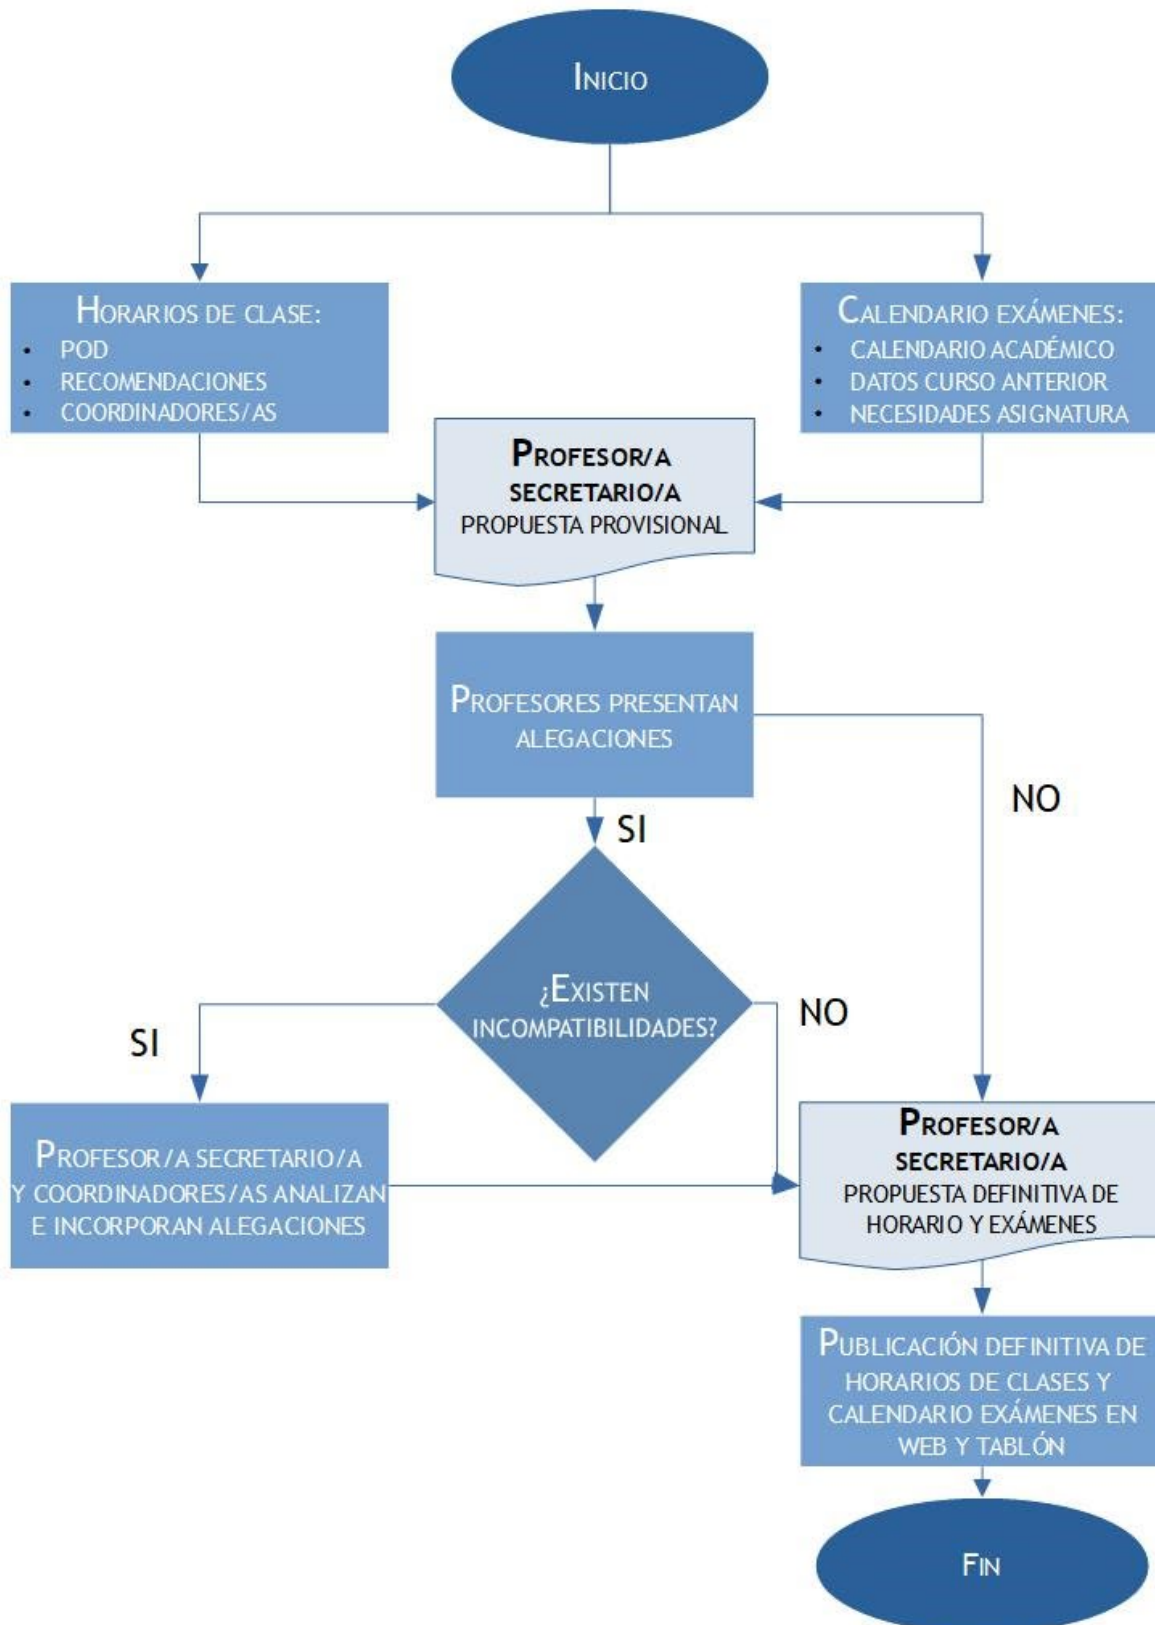 INICIO
HORARIOS DE CLASE:
• POD
• RECOMENDACIONES
• COORDINADORES/AS
CALENDARIO EXÁMENES:
• CALENDARIO ACADÉMICO
• DATOS CURSO ANTERIOR
• NECESIDADES ASIGNATURA
PROFESOR/A
SECRETARIO/A
PROPUESTA PROVISIONAL
PROFESORES PRESENTAN
ALEGACIONES
NO
SI
¿EXISTEN
INCOMPATIBILIDADES?
NO
SI
PROFESOR/A SECRETARIO/A
Y COORDINADORES/AS ANALIZAN
E INCORPORAN ALEGACIONES
PROFESOR/A
SECRETARIO/A
PROPUESTA DEFINITIVA DE
HORARIO Y EXÁMENES
PUBLICACIÓN DEFINITIVA DE
HORARIOS DE CLASES Y
CALENDARIO EXÁMENES EN
WEB Y TABLÓN
FIN